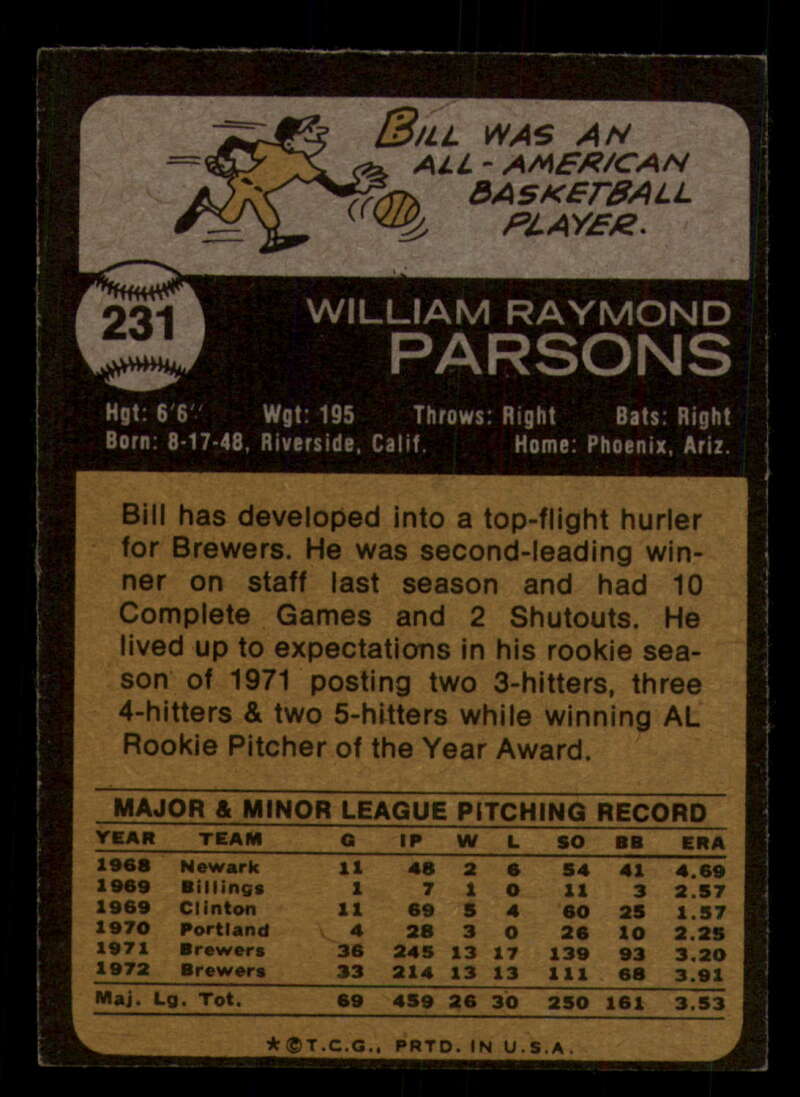 BILL WAS AN
ALL-AMERICAN
BASKETBALL
PLAYER.
231
WILLIAM RAYMOND
PARSONS
Hgt: 6'6" Wgt: 195 Throws: Right Bats: Right
Born: 8-17-48, Riverside, Calif. Home: Phoenix, Ariz.
Bill has developed into a top-flight hurler
for Brewers. He was second-leading win-
ner on staff last season and had 10
Complete Games and 2 Shutouts. He
lived up to expectations in his rookie sea-
son of 1971 posting two 3-hitters, three
4-hitters & two 5-hitters while winning AL
Rookie Pitcher of the Year Award.
MAJOR & MINOR LEAGUE PITCHING RECORD
YEAR TEAM G IP W L SO BB ERA
1968 Newark 11 48 2 6 54 41 4.69
1969 Billings 1 7 1 0 11 3 2.57
1969 Clinton 11 69 5 4 60 25 1.57
1970 Portland 4 28 3 0 26 10 2.25
1971 Brewers 36 245 13 17 139 93 3.20
1972 Brewers 33 214 13 13 111 68 3.91
Maj. Lg. Tot. 69 459 26 30 250 161 3.53
*©T.C.G., PRTD. IN U.S.A.